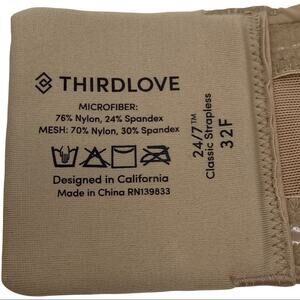 THIRDLOVE
MICROFIBER:
76% Nylon, 24% Spandex
MESH: 70% Nylon, 30% Spandex
Designed in California
Made in China RN139833
24/7™
Classic Strapless
32F